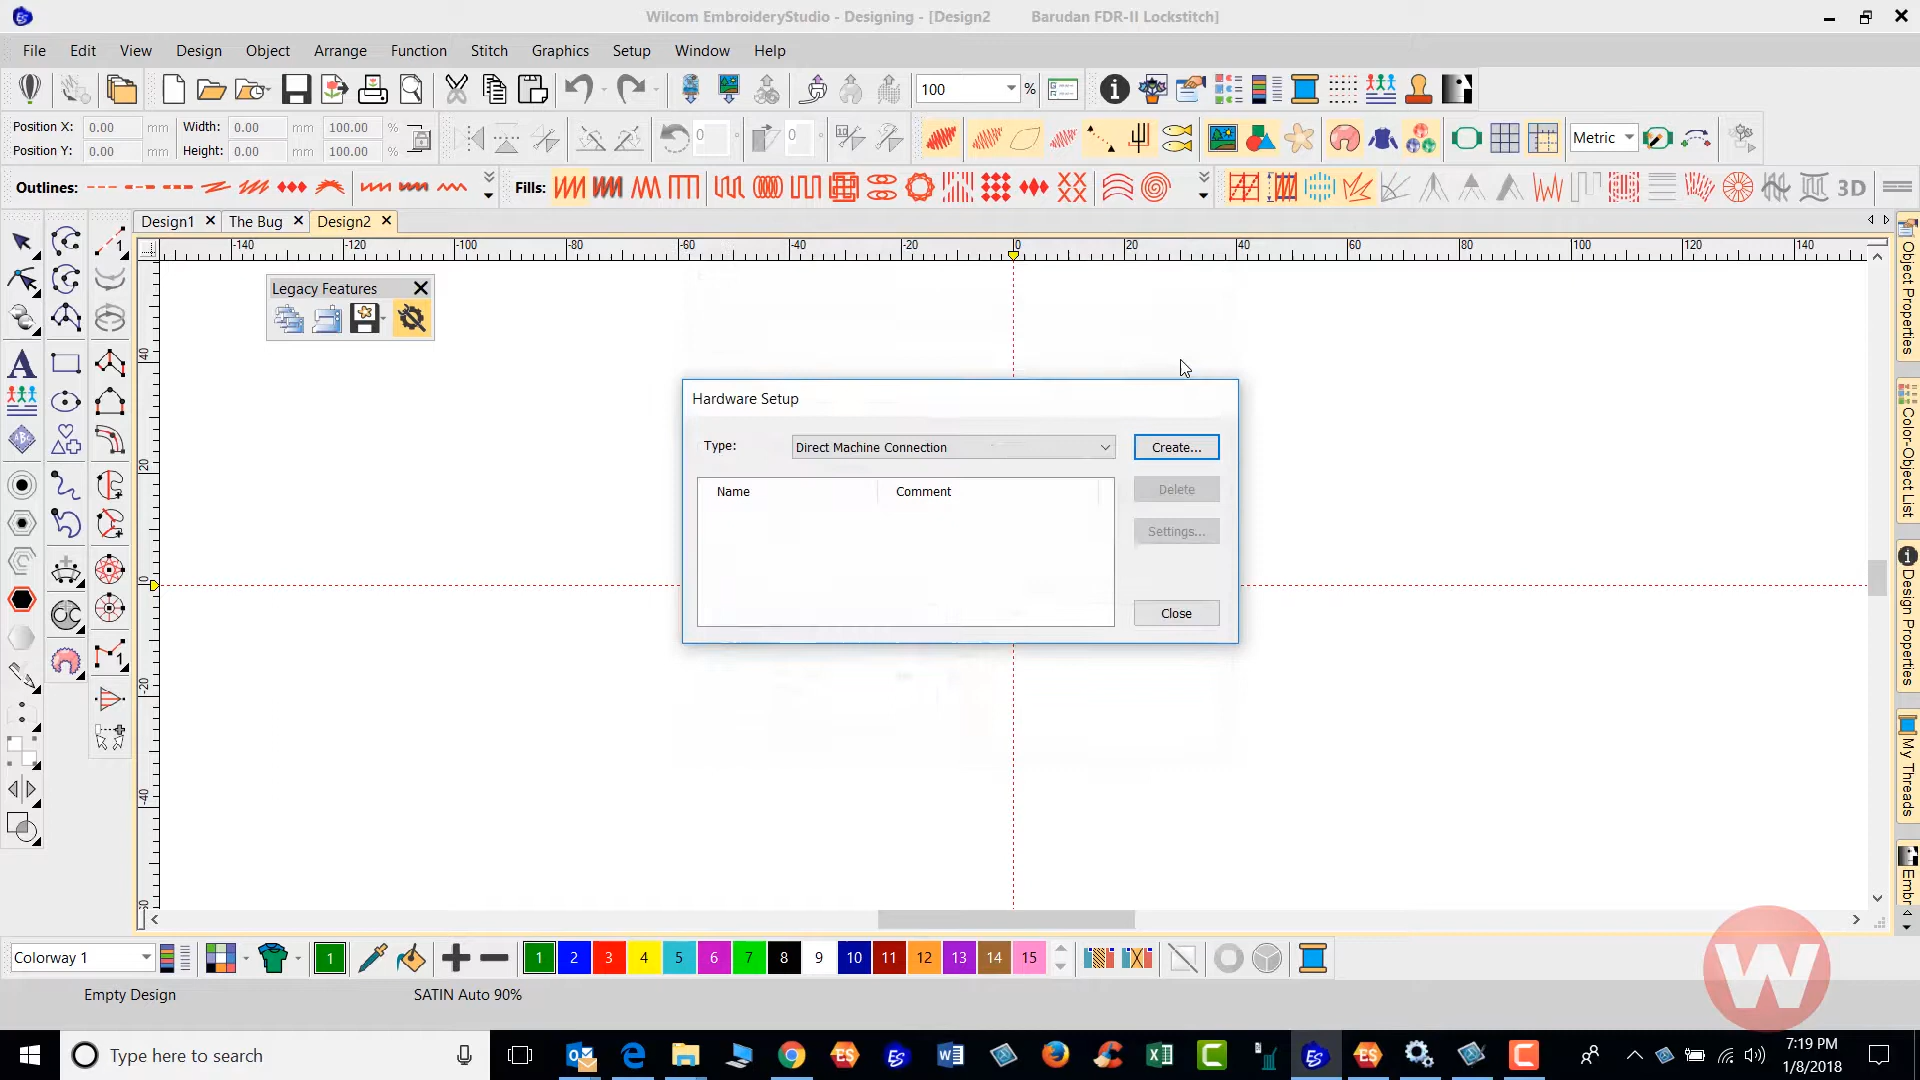 Wilcom EmbroideryStudio - Designing - [Design2 Barudan FDR-II Lockstitch]
File Edit View Design Object Arrange Function Stitch Graphics Setup Window Help
100 %
Position X: 0.00 mm Width: 0.00 mm 100.00 % 0 0 Metric
Position Y: 0.00 mm Height: 0.00 mm 100.00 %
Outlines: Fills: 3D
Design1 The Bug Design2
-140 -120 -100 -80 -60 -40 -20 0 20 40 60 80 100 120 140
Legacy Features
40
20
0
-20
-40
Hardware Setup
Type: Direct Machine Connection Create...
Name Comment Delete
Settings...
Close
Object Properties
Color-Object List
Design Properties
My Threads
Embr
Colorway 1 1 1 2 3 4 5 6 7 8 9 10 11 12 13 14 15
Empty Design SATIN Auto 90%
W
Type here to search
7:19 PM
1/8/2018